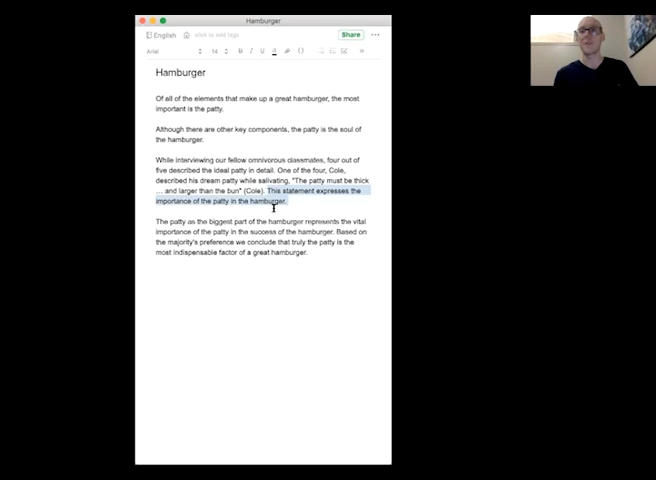 Hamburger
English
click to add tags
Share
Arial
14
B I U A
Hamburger
Of all of the elements that make up a great hamburger, the most
important is the patty.
Although there are other key components, the patty is the soul of
the hamburger.
While interviewing our fellow omnivorous classmates, four out of
five described the ideal patty in detail. One of the four, Cole,
described his dream patty while salivating, "The patty must be thick
... and larger than the bun" (Cole). This statement expresses the
importance of the patty in the hamburger.
The patty as the biggest part of the hamburger represents the vital
importance of the patty in the success of the hamburger. Based on
the majority's preference we conclude that truly the patty is the
most indispensable factor of a great hamburger.